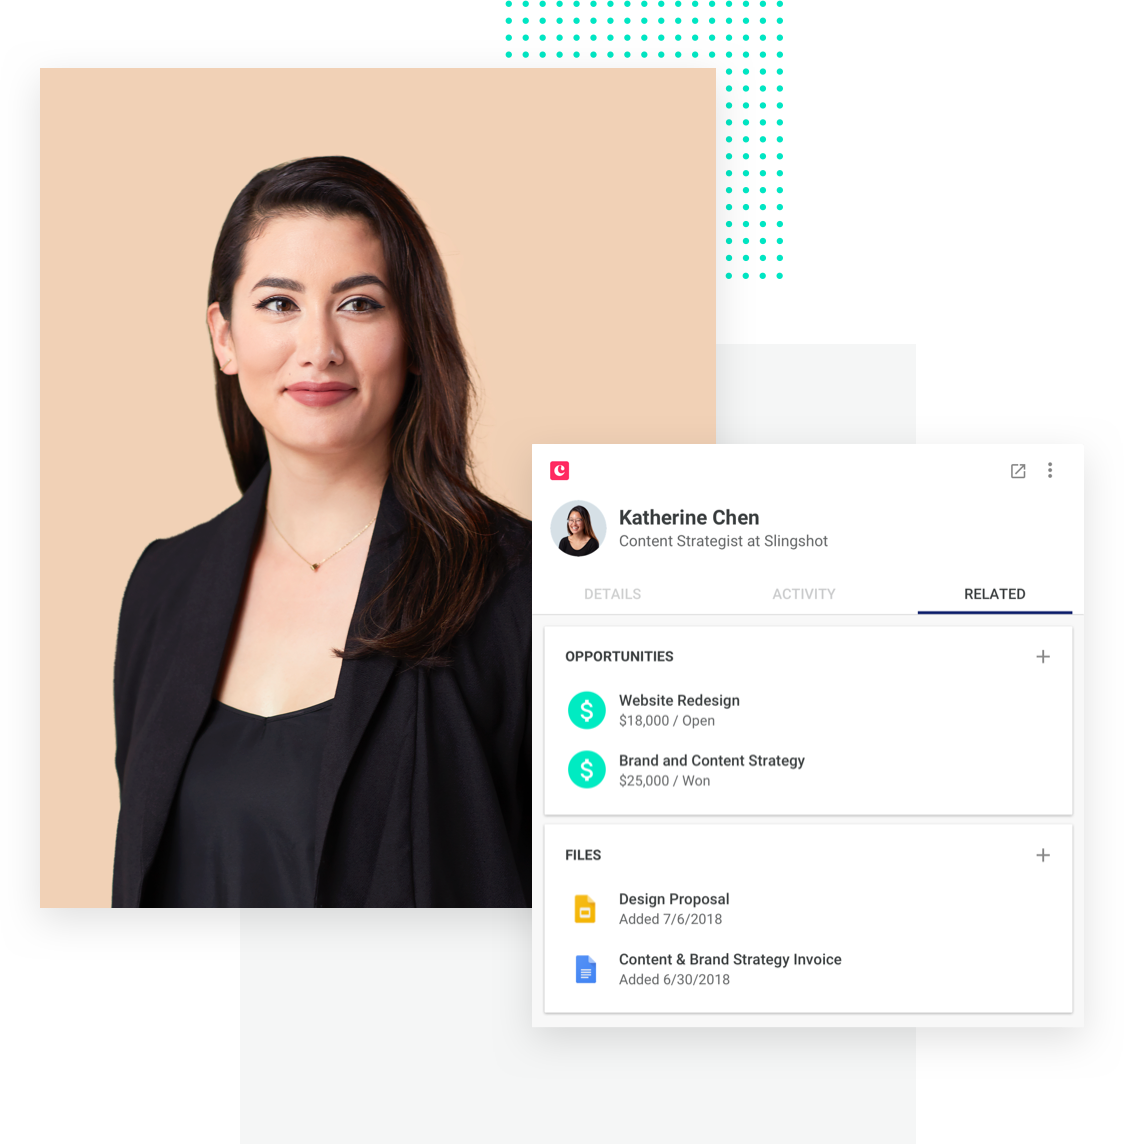 Katherine Chen
Content Strategist at Slingshot
DETAILS ACTIVITY RELATED
OPPORTUNITIES
Website Redesign
$18,000 / Open
Brand and Content Strategy
$25,000 / Won
FILES
Design Proposal
Added 7/6/2018
Content & Brand Strategy Invoice
Added 6/30/2018